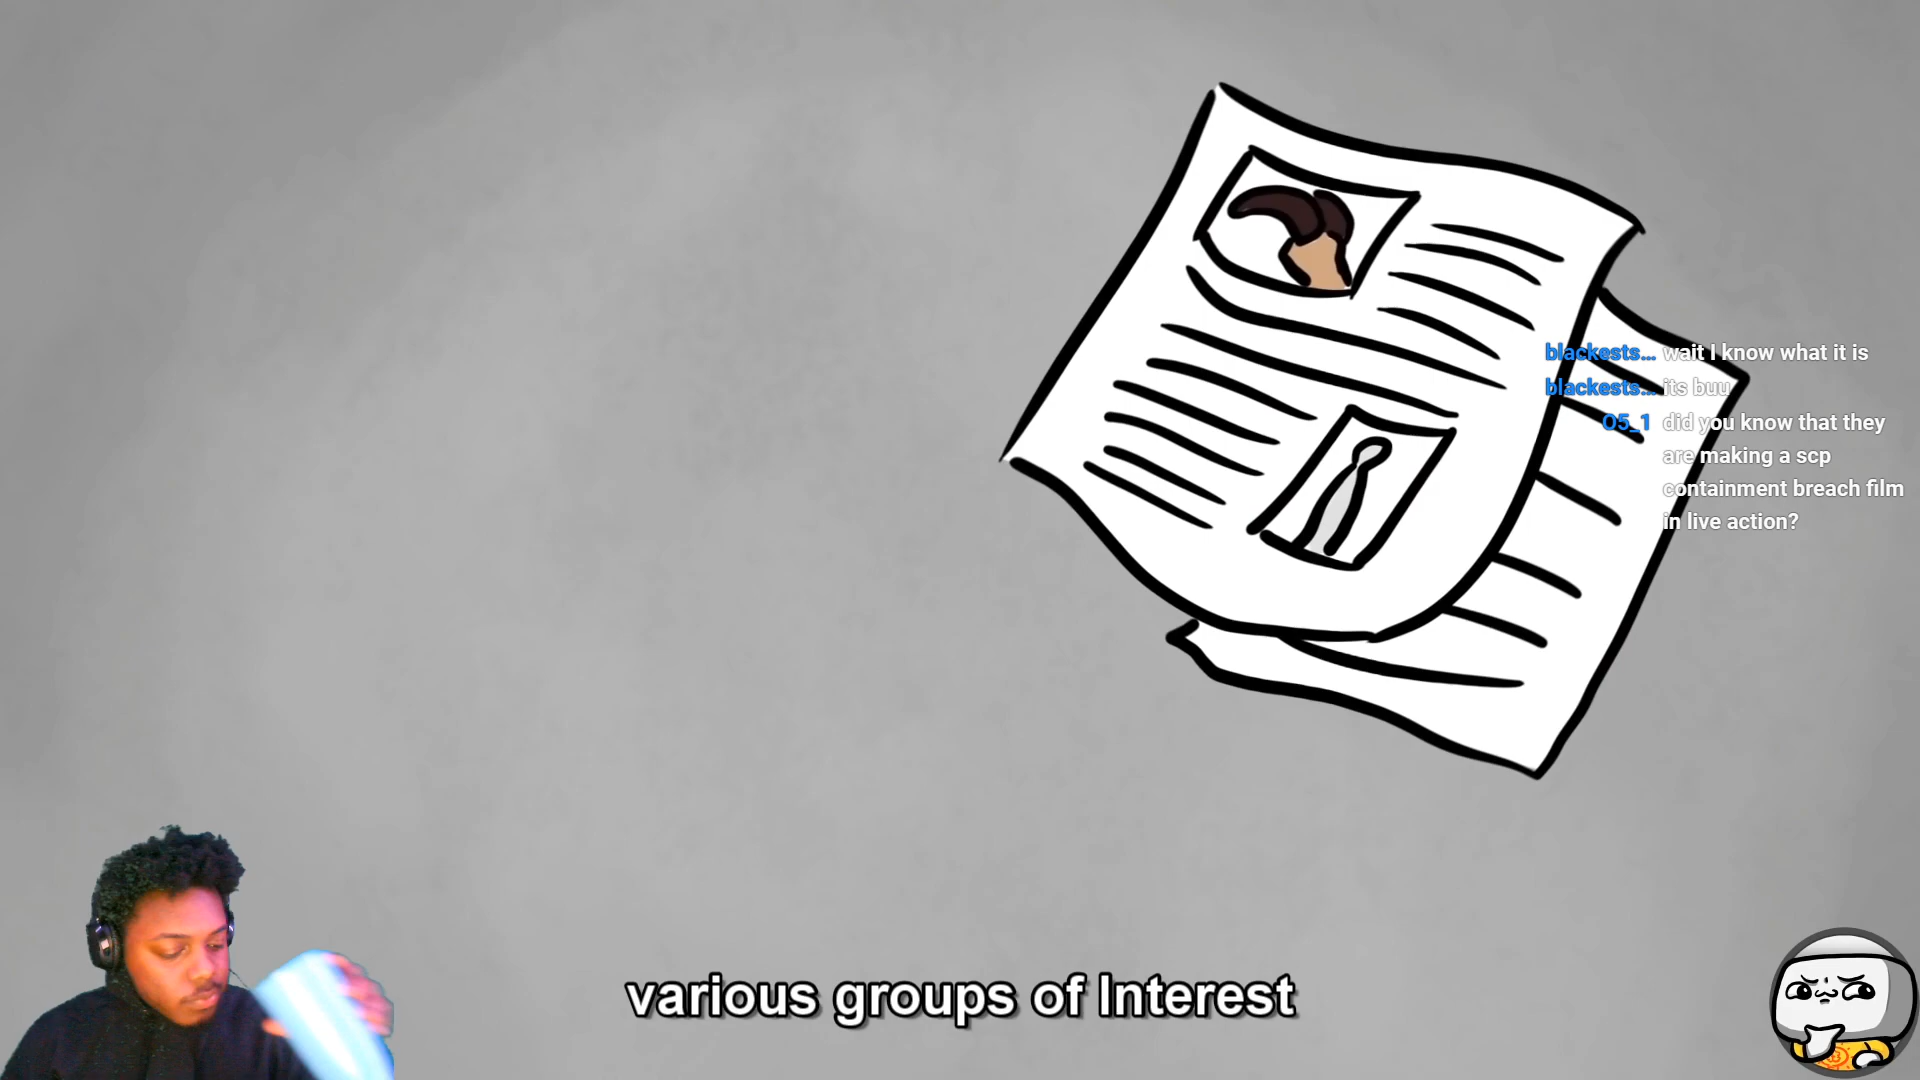 blackests... wait I know what it is
blackests... its buu
O5_1 did you know that they
are making a scp
containment breach film
in live action?
various groups of Interest